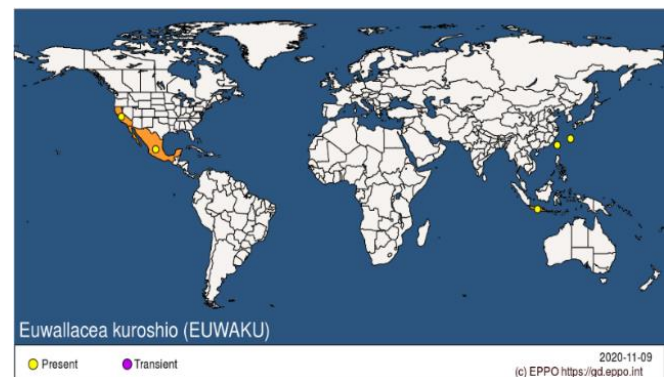 Euwallacea kuroshio (EUWAKU)
Present Transient
2020-11-09
(c) EPPO https://gd.eppo.int